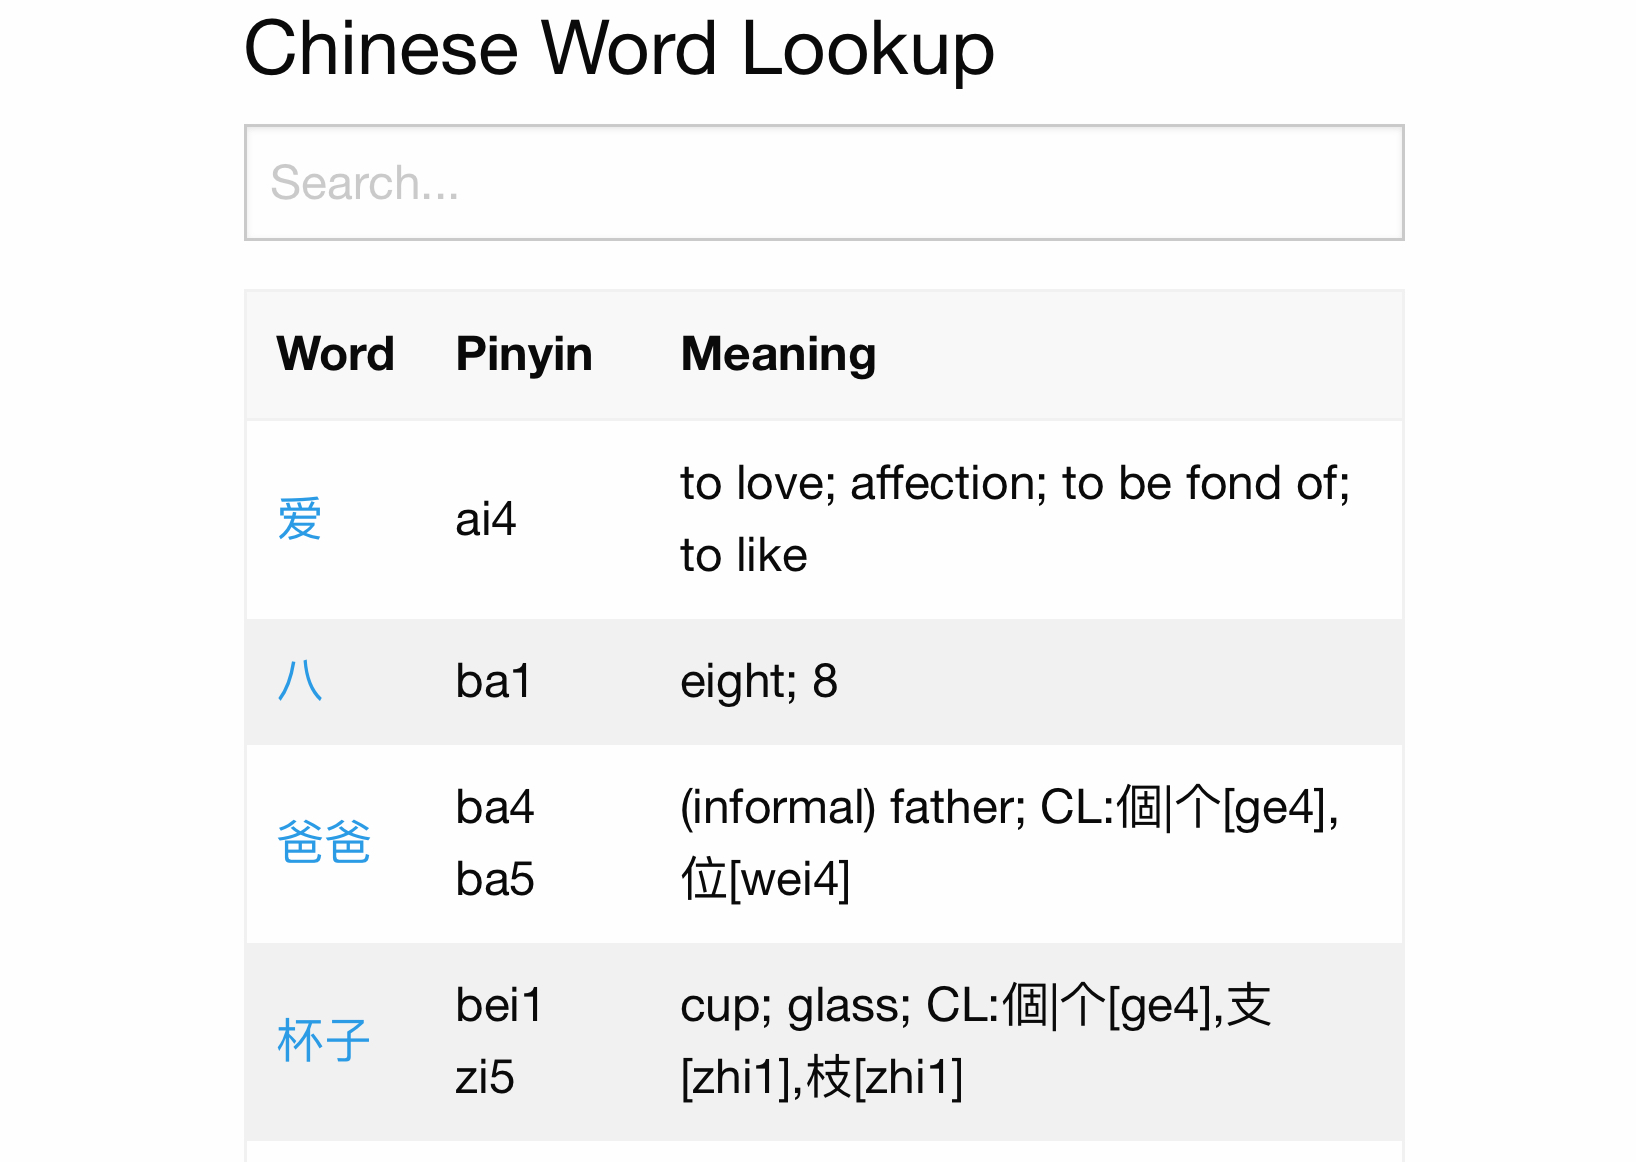 Chinese Word Lookup
Search...
Word Pinyin Meaning
爱 ai4 to love; affection; to be fond of;
to like
八 ba1 eight; 8
爸爸 ba4 (informal) father; CL:個|个[ge4],
ba5 位[wei4]
杯子 bei1 cup; glass; CL:個|个[ge4],支
zi5 [zhi1],枝[zhi1]